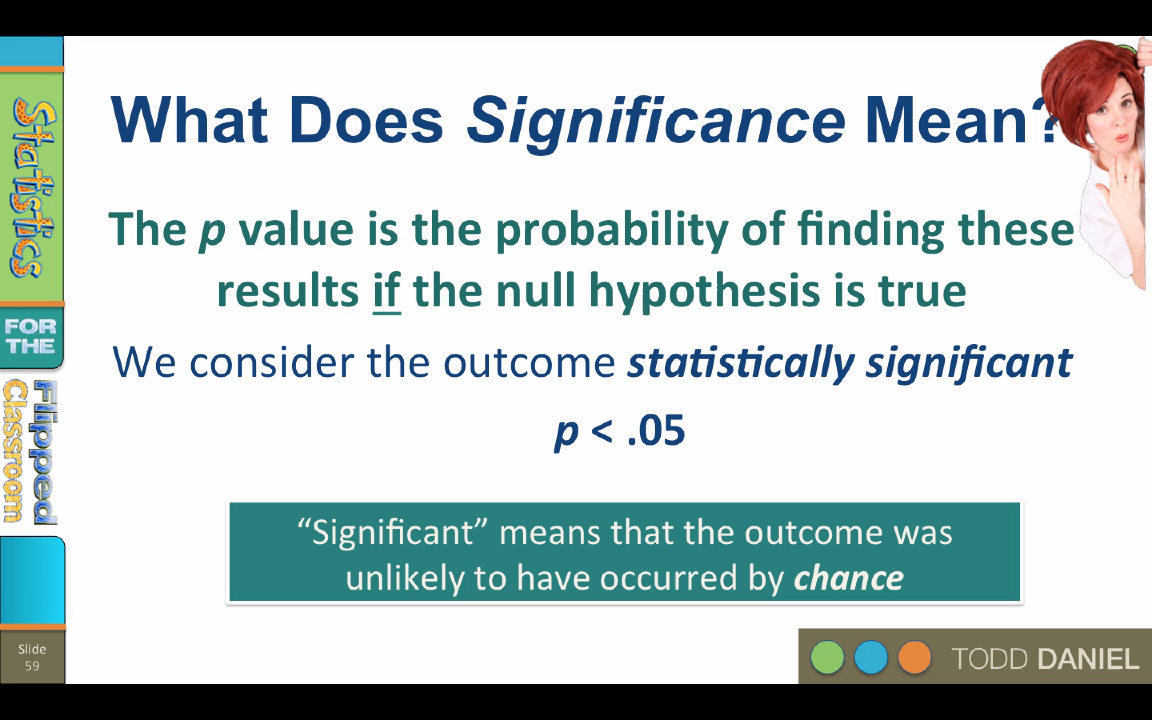 What Does Significance Mean?
The p value is the probability of finding these
results if the null hypothesis is true
We consider the outcome statistically significant
p < .05
“Significant” means that the outcome was
unlikely to have occurred by chance
Statistics
FOR
THE
Flipped
Classroom
Slide
59
TODD DANIEL